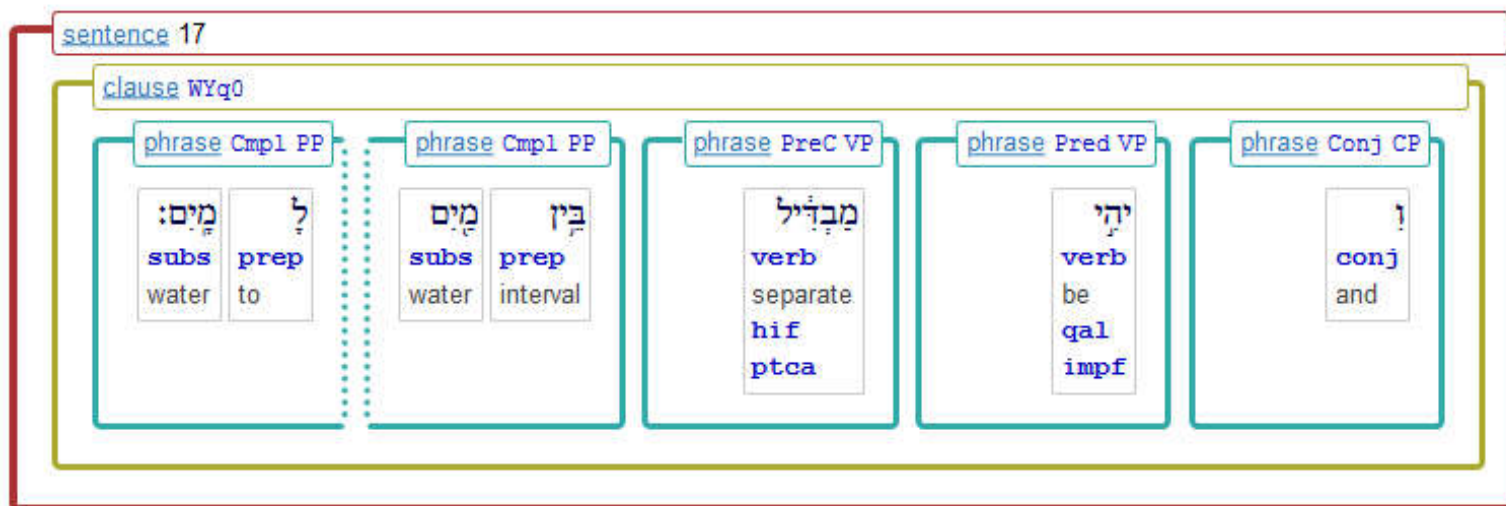 sentence 17
clause WYq0
phrase Conj CP
וִ
conj
and
phrase Pred VP
יהִ֣י
verb
be
qal
impf
phrase PreC VP
מַבְדִּ֔יל
verb
separate
hif
ptca
phrase Cmpl PP
בֵּ֥ין
prep
interval
מַ֖יִם
subs
water
phrase Cmpl PP
לָ
prep
to
מָֽיִם׃
subs
water